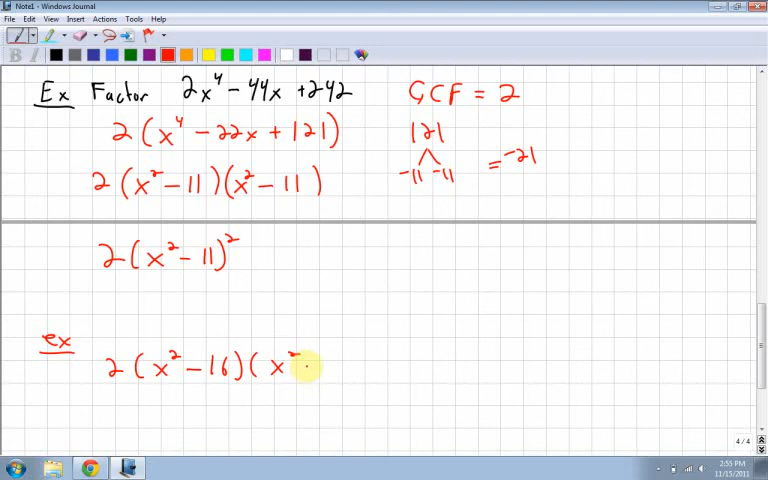 Note1 - Windows Journal
File Edit View Insert Actions Tools Help
B I
Ex Factor 2x⁴ - 44x + 242 GCF = 2
2(x⁴ - 22x + 121) 121
2(x² - 11)(x² - 11) -11 -11 = -21
2(x² - 11)²
ex
2(x² - 16)(x² ·
4 / 4
2:55 PM
11/15/2011